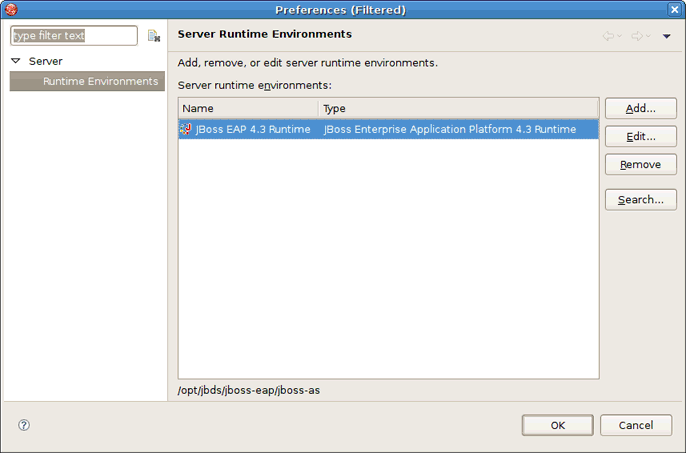 Preferences (Filtered)
type filter text
Server
Runtime Environments
Server Runtime Environments
Add, remove, or edit server runtime environments.
Server runtime environments:
Name Type
JBoss EAP 4.3 Runtime JBoss Enterprise Application Platform 4.3 Runtime
Add...
Edit...
Remove
Search...
/opt/jbds/jboss-eap/jboss-as
?
OK Cancel